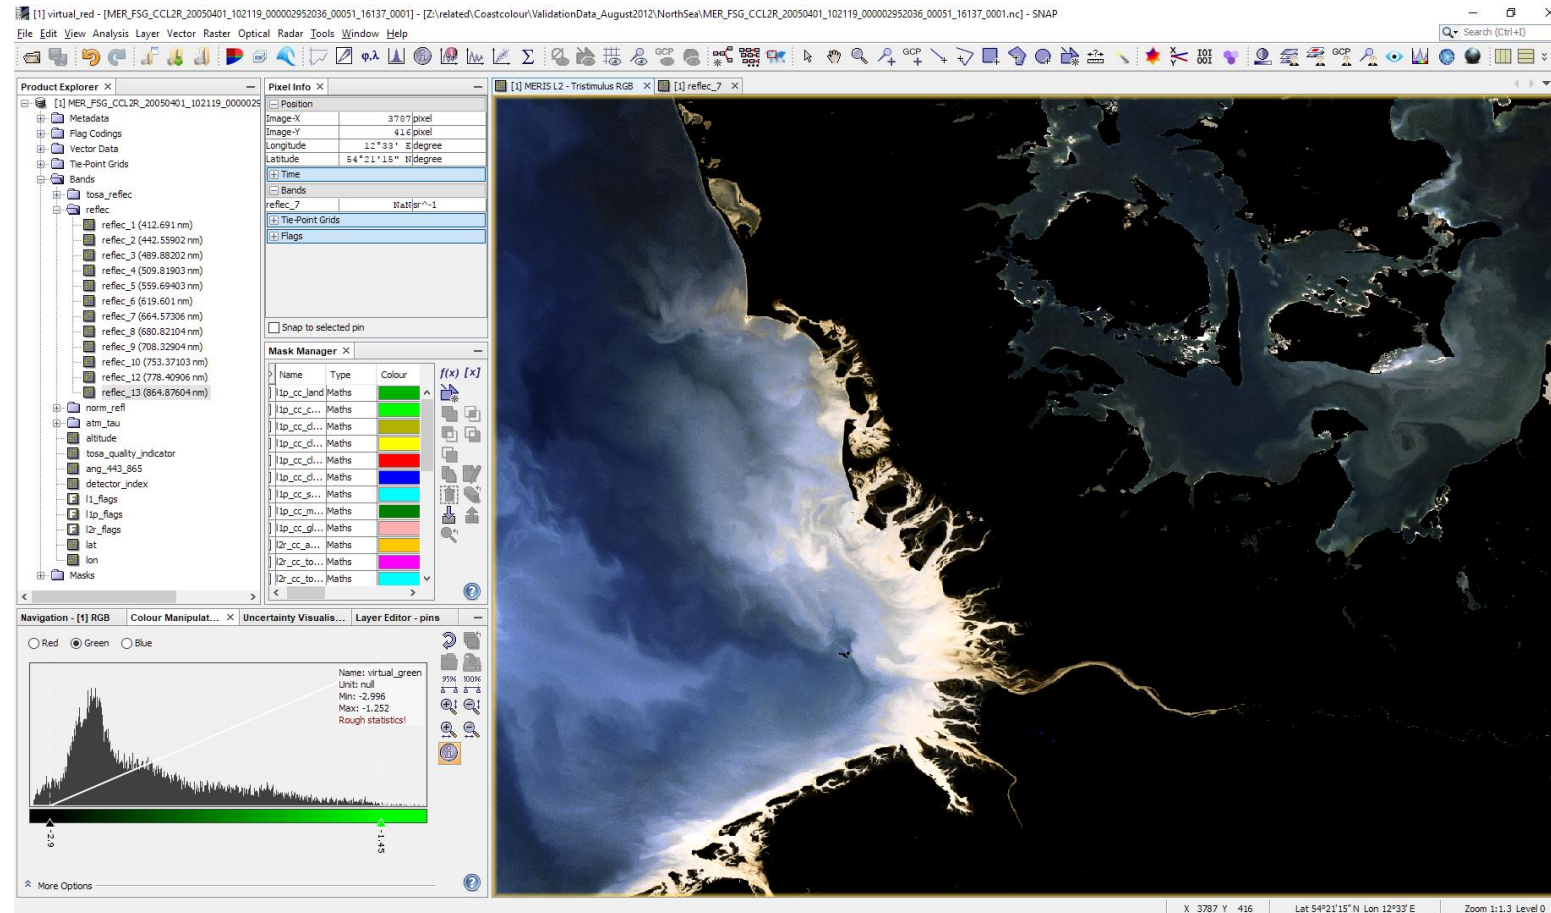 [1] virtual_red - [MER_FSG_CCL2R_20050401_102119_000002952036_00051_16137_0001] - [Z:\related\Coastcolour\ValidationData_August2012\NorthSea\MER_FSG_CCL2R_20050401_102119_000002952036_00051_16137_0001.nc] - SNAP
File Edit View Analysis Layer Vector Raster Optical Radar Tools Window Help
Search (Ctrl+I)
Product Explorer
[1] MER_FSG_CCL2R_20050401_102119_0000029
Metadata
Flag Codings
Vector Data
Tie-Point Grids
Bands
tosa_reflec
reflec
reflec_1 (412.691 nm)
reflec_2 (442.55902 nm)
reflec_3 (489.88202 nm)
reflec_4 (509.81903 nm)
reflec_5 (559.69403 nm)
reflec_6 (619.601 nm)
reflec_7 (664.57306 nm)
reflec_8 (680.82104 nm)
reflec_9 (708.32904 nm)
reflec_10 (753.37103 nm)
reflec_12 (778.40906 nm)
reflec_13 (864.87604 nm)
norm_refl
atm_tau
altitude
tosa_quality_indicator
ang_443_865
detector_index
l1_flags
l1p_flags
l2r_flags
lat
lon
Masks
Pixel Info
Position
Image-X 3787 pixel
Image-Y 416 pixel
Longitude 12°33' E degree
Latitude 54°21'15" N degree
Time
Bands
reflec_7 NaN sr^-1
Tie-Point Grids
Flags
Snap to selected pin
Mask Manager
Name Type Colour
l1p_cc_land Maths
l1p_cc_c... Maths
l1p_cc_cl... Maths
l1p_cc_cl... Maths
l1p_cc_cl... Maths
l1p_cc_cl... Maths
l1p_cc_s... Maths
l1p_cc_m... Maths
l1p_cc_gl... Maths
l2r_cc_a... Maths
l2r_cc_to... Maths
l2r_cc_to... Maths
f(x) [x]
[1] MERIS L2 - Tristimulus RGB
[1] reflec_7
Navigation - [1] RGB
Colour Manipulat...
Uncertainty Visualis...
Layer Editor - pins
Red Green Blue
Name: virtual_green
Unit: null
Min: -2.996
Max: -1.252
Rough statistics!
95% 100%
-2.9
-1.45
More Options
X 3787 Y 416
Lat 54°21'15" N Lon 12°33' E
Zoom 1:1.3 Level 0